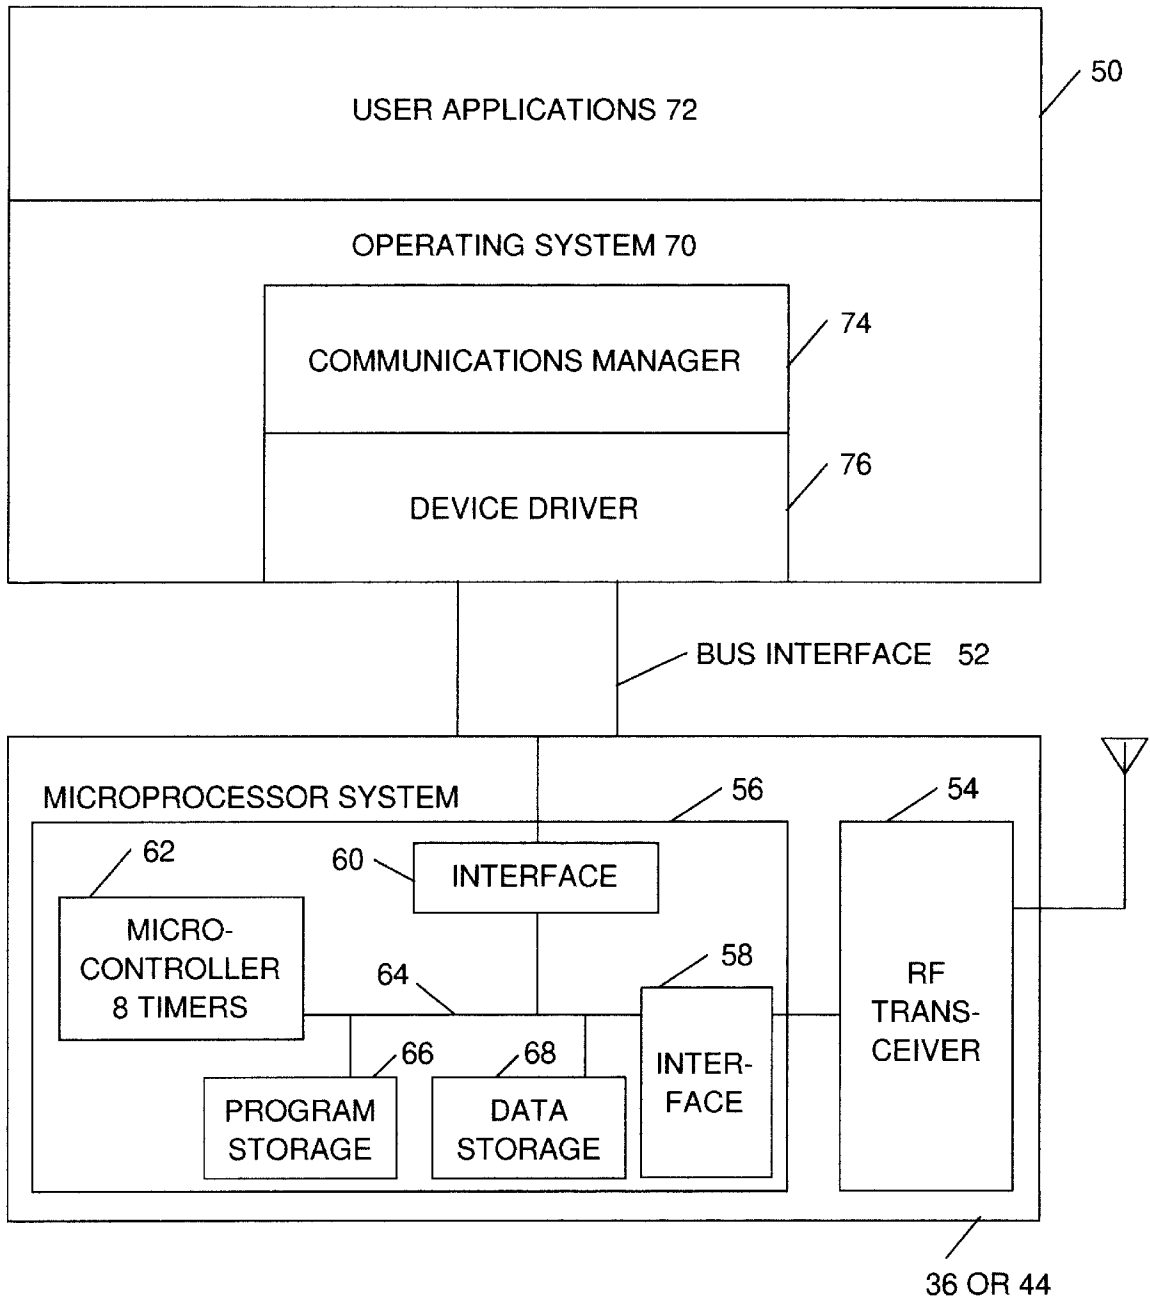 50
USER APPLICATIONS 72
OPERATING SYSTEM 70
74
COMMUNICATIONS MANAGER
76
DEVICE DRIVER
BUS INTERFACE 52
MICROPROCESSOR SYSTEM
56
54
62
60
INTERFACE
MICRO-
CONTROLLER
8 TIMERS
64
58
RF
TRANS-
CEIVER
66
68
INTER-
FACE
PROGRAM
STORAGE
DATA
STORAGE
36 OR 44